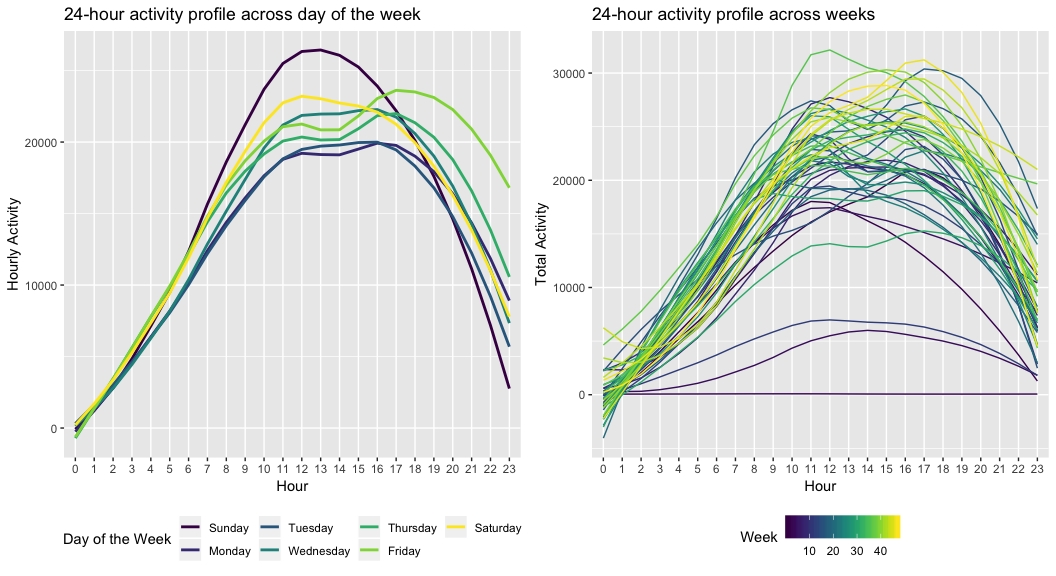 24-hour activity profile across day of the week
Hourly Activity
20000
10000
0
0 1 2 3 4 5 6 7 8 9 10 11 12 13 14 15 16 17 18 19 20 21 22 23
Hour
Day of the Week
Sunday Tuesday Thursday Saturday
Monday Wednesday Friday
24-hour activity profile across weeks
Total Activity
30000
20000
10000
0
0 1 2 3 4 5 6 7 8 9 10 11 12 13 14 15 16 17 18 19 20 21 22 23
Hour
Week
10 20 30 40